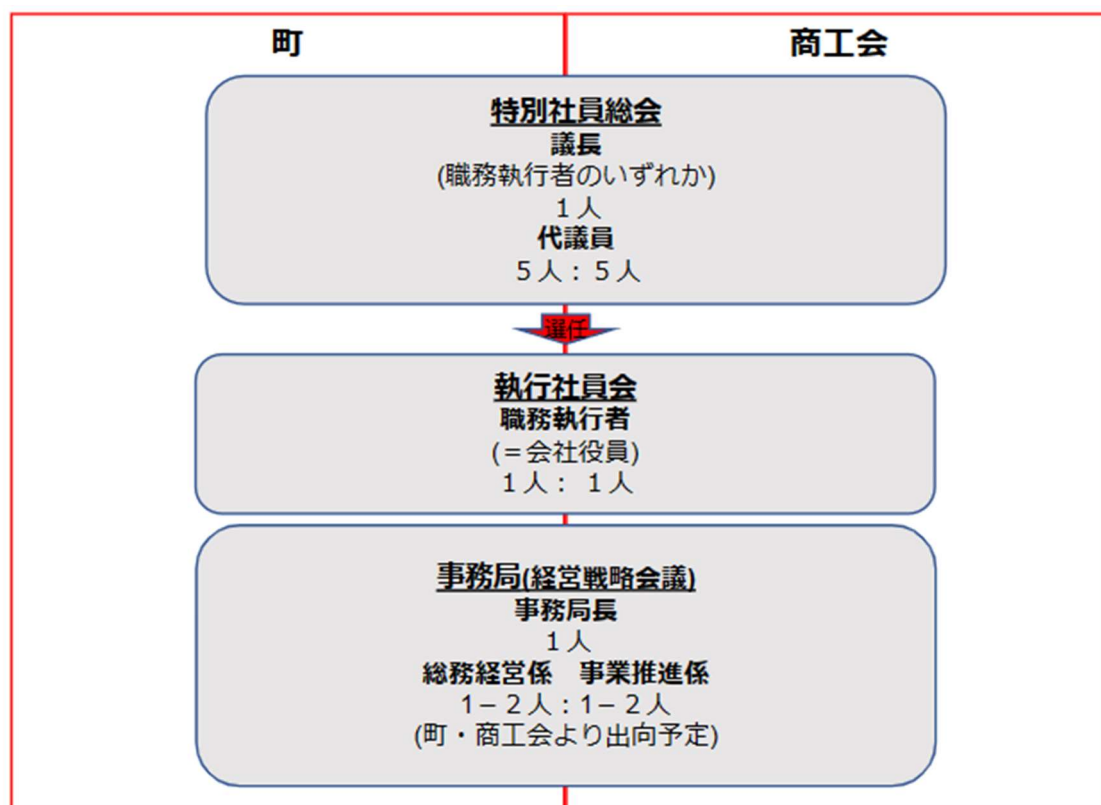 町
商工会
特別社員総会
議長
(職務執行者のいずれか)
1人
代議員
5人：5人
選任
執行社員会
職務執行者
(＝会社役員)
1人： 1人
事務局(経営戦略会議)
事務局長
1人
総務経営係　事業推進係
1－2人：1－2人
(町・商工会より出向予定)